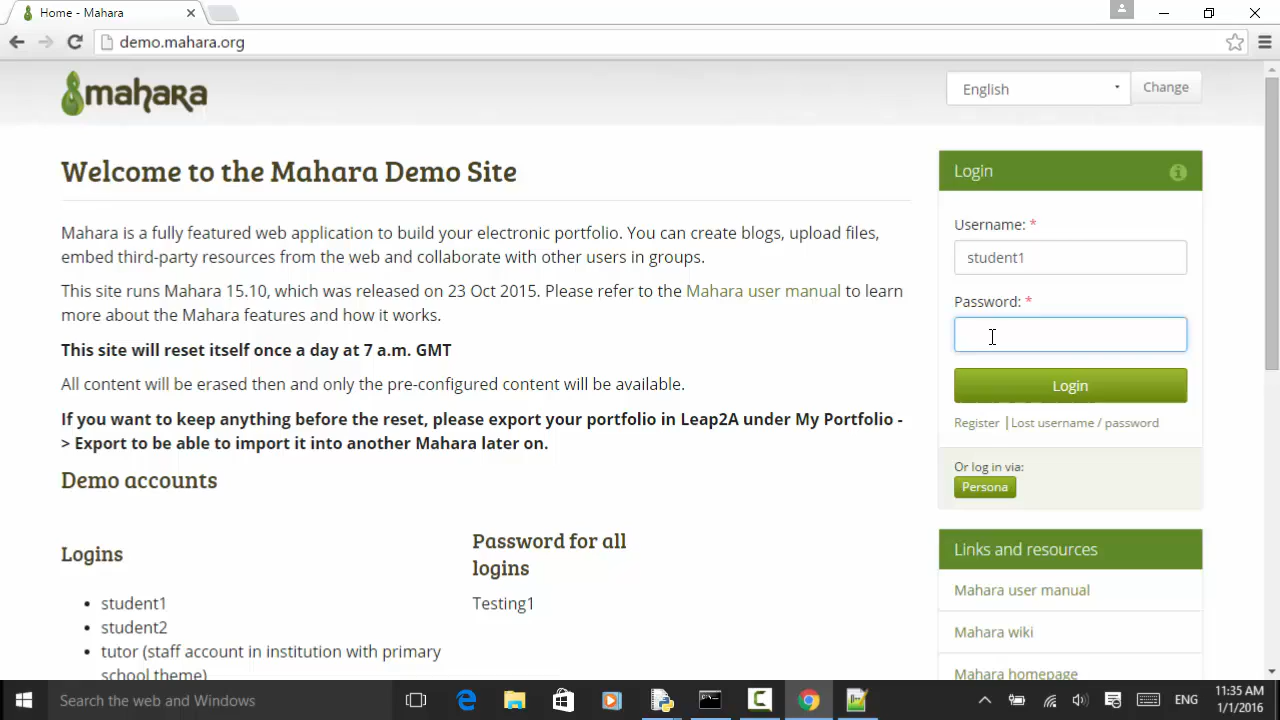 Home - Mahara
demo.mahara.org
mahara
English
Change
Welcome to the Mahara Demo Site
Mahara is a fully featured web application to build your electronic portfolio. You can create blogs, upload files,
embed third-party resources from the web and collaborate with other users in groups.
This site runs Mahara 15.10, which was released on 23 Oct 2015. Please refer to the Mahara user manual to learn
more about the Mahara features and how it works.
This site will reset itself once a day at 7 a.m. GMT
All content will be erased then and only the pre-configured content will be available.
If you want to keep anything before the reset, please export your portfolio in Leap2A under My Portfolio -
> Export to be able to import it into another Mahara later on.
Demo accounts
Logins
student1
student2
tutor (staff account in institution with primary
school theme)
Password for all
logins
Testing1
Login
Username: *
student1
Password: *
Login
Register | Lost username / password
Or log in via:
Persona
Links and resources
Mahara user manual
Mahara wiki
Mahara homepage
Search the web and Windows
ENG
11:35 AM
1/1/2016